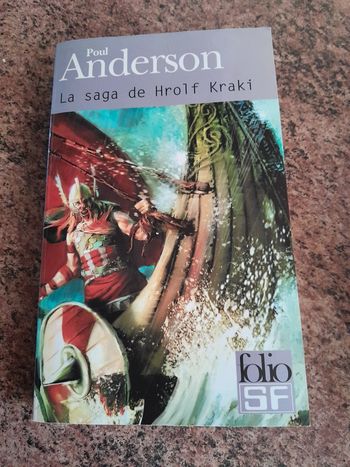 Poul
Anderson
La saga de Hrolf Kraki
folio
SF